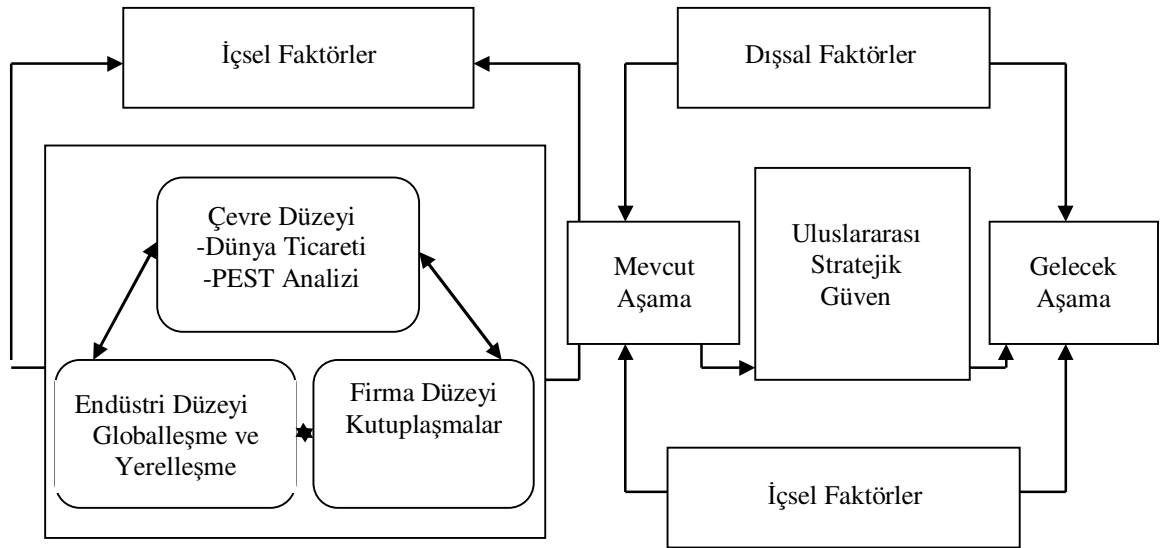 İçsel Faktörler
Dışsal Faktörler
Çevre Düzeyi
-Dünya Ticareti
-PEST Analizi
Endüstri Düzeyi
Globalleşme ve
Yerelleşme
Firma Düzeyi
Kutuplaşmalar
Mevcut
Aşama
Uluslararası
Stratejik
Güven
Gelecek
Aşama
İçsel Faktörler